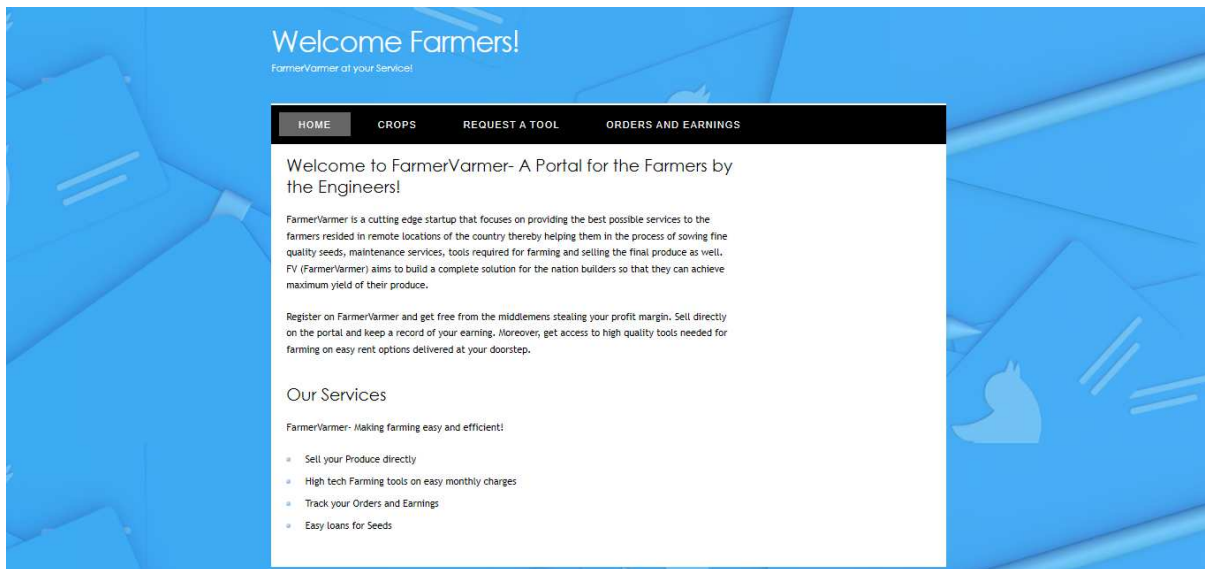 Welcome Farmers!
FarmerVarmer at your Service!
HOME CROPS REQUEST A TOOL ORDERS AND EARNINGS
Welcome to FarmerVarmer- A Portal for the Farmers by
the Engineers!
FarmerVarmer is a cutting edge startup that focuses on providing the best possible services to the
farmers resided in remote locations of the country thereby helping them in the process of sowing fine
quality seeds, maintenance services, tools required for farming and selling the final produce as well.
FV (FarmerVarmer) aims to build a complete solution for the nation builders so that they can achieve
maximum yield of their produce.
Register on FarmerVarmer and get free from the middlemens stealing your profit margin. Sell directly
on the portal and keep a record of your earning. Moreover, get access to high quality tools needed for
farming on easy rent options delivered at your doorstep.
Our Services
FarmerVarmer- Making farming easy and efficient!
Sell your Produce directly
High tech Farming tools on easy monthly charges
Track your Orders and Earnings
Easy loans for Seeds